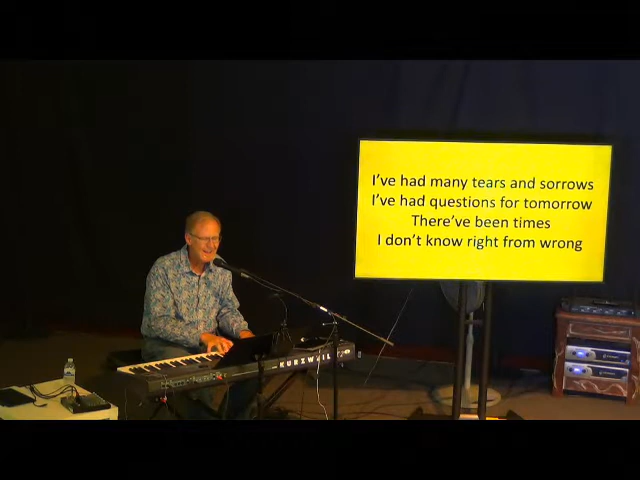 I've had many tears and sorrows
I've had questions for tomorrow
There've been times
I don't know right from wrong
KURZWEIL